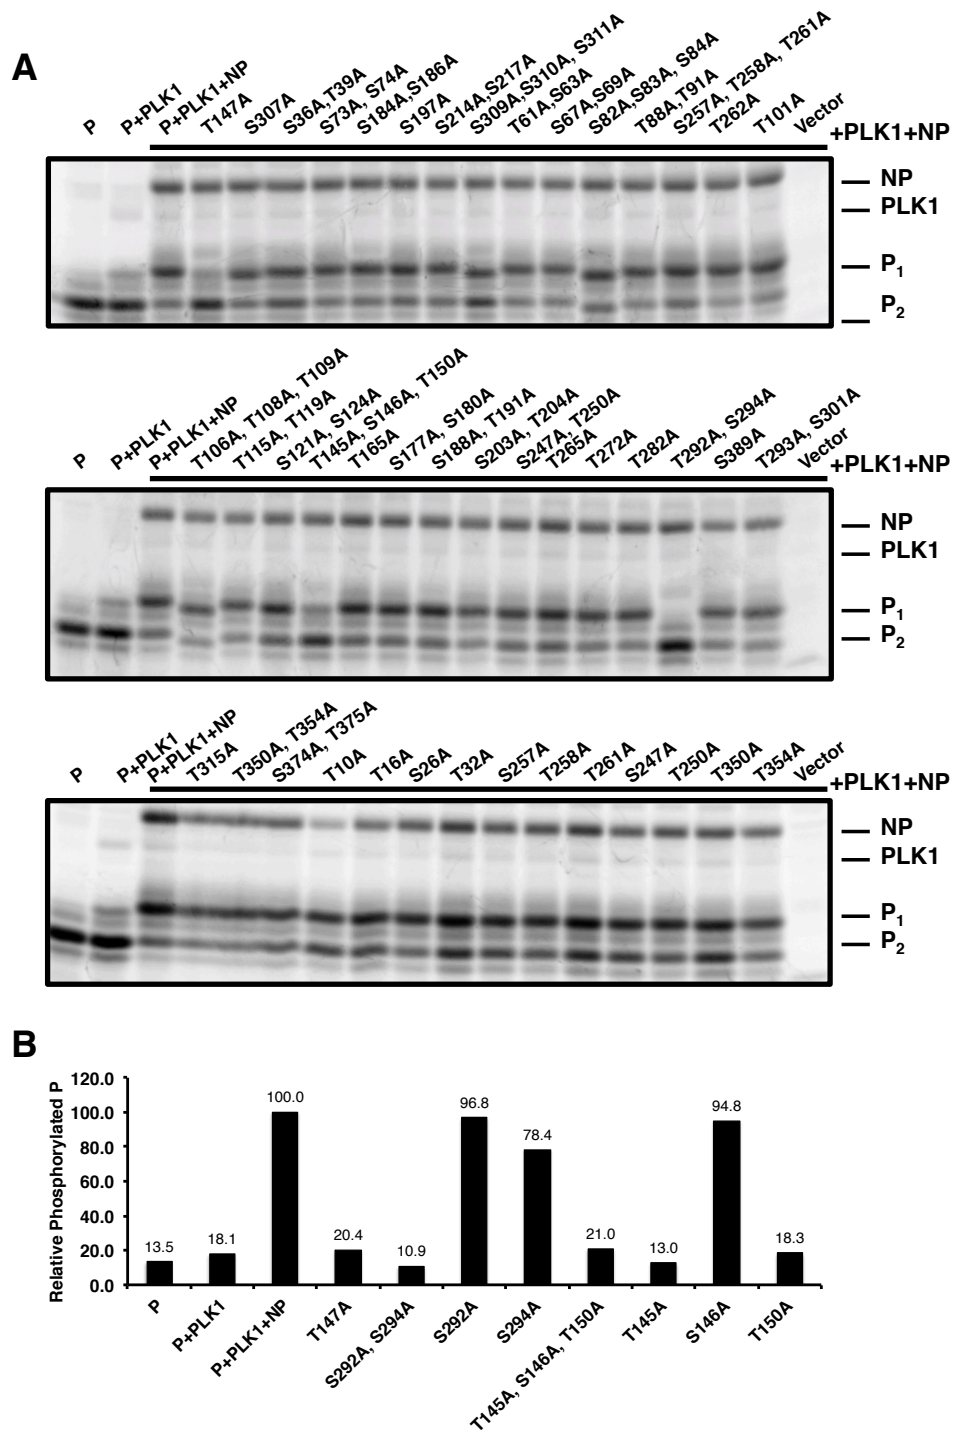 A
P
P+PLK1
P+PLK1+NP
T147A
S307A
S36A,T39A
S73A, S74A
S184A,S186A
S197A
S214A,S217A
S309A,S310A, S311A
T61A,S63A
S67A,S69A
S82A,S83A, S84A
T88A,T91A
S257A, T258A, T261A
T262A
T101A
Vector
+PLK1+NP
NP
PLK1
P1
P2
P
P+PLK1
P+PLK1+NP
T106A, T108A, T109A
T115A, T119A
S121A, S124A
T145A, S146A, T150A
T165A
S177A, S180A
S188A, T191A
S203A, T204A
S247A, T250A
T265A
T272A
T282A
T292A, S294A
S389A
T293A, S301A
Vector
+PLK1+NP
NP
PLK1
P1
P2
P
P+PLK1
P+PLK1+NP
T315A
T350A, T354A
S374A, T375A
T10A
T16A
S26A
T32A
S257A
T258A
T261A
S247A
T250A
T350A
T354A
Vector
+PLK1+NP
NP
PLK1
P1
P2
B
Relative Phosphorylated P
120.0
100.0
80.0
60.0
40.0
20.0
0.0
13.5
18.1
100.0
20.4
10.9
96.8
78.4
21.0
13.0
94.8
18.3
P
P+PLK1
P+PLK1+NP
T147A
S292A, S294A
S292A
S294A
T145A, S146A, T150A
T145A
S146A
T150A